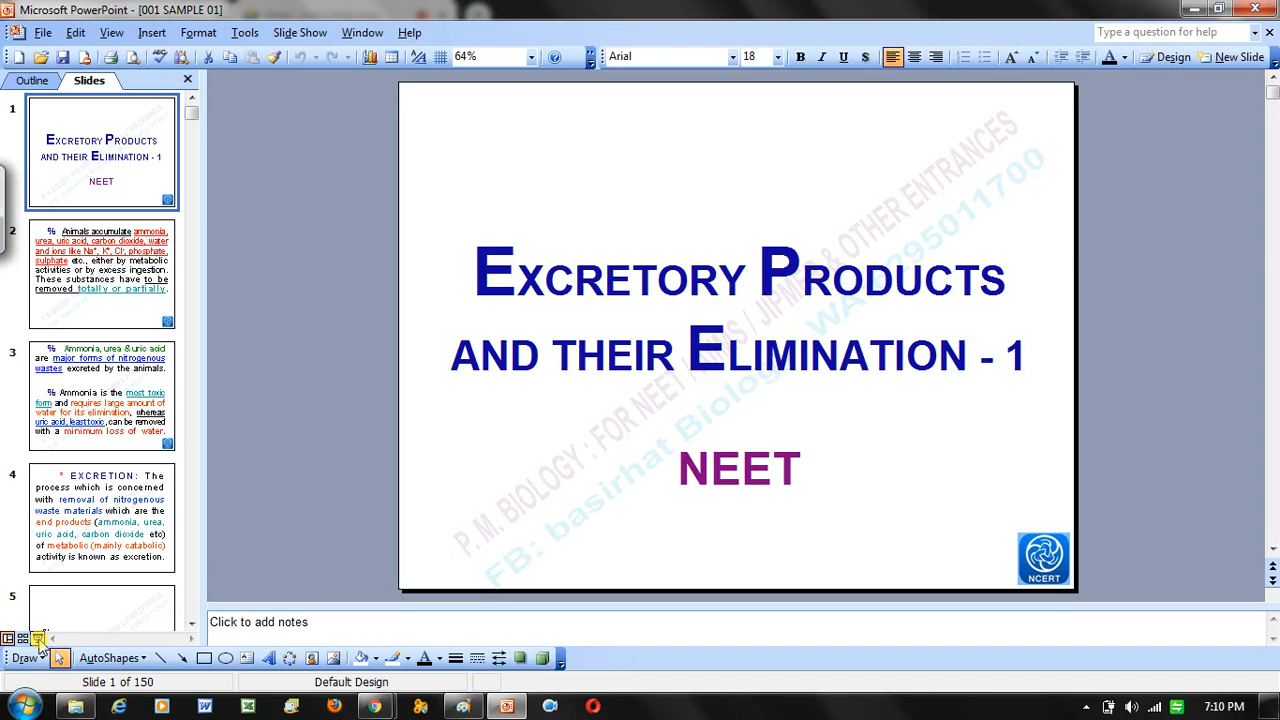 Microsoft PowerPoint - [001 SAMPLE 01]
File Edit View Insert Format Tools Slide Show Window Help
Type a question for help
64%
Arial
18
B I U S
Design
New Slide
Outline
Slides
1
EXCRETORY PRODUCTS
AND THEIR ELIMINATION - 1
NEET
2
% Animals accumulate ammonia,
urea, uric acid, carbon dioxide, water
and ions like Na⁺, K⁺, Cl⁻, phosphate,
sulphate etc., either by metabolic
activities or by excess ingestion.
These substances have to be
removed totally or partially.
3
% Ammonia, urea & uric acid
are major forms of nitrogenous
wastes excreted by the animals.
% Ammonia is the most toxic
form and requires large amount of
water for its elimination, whereas
uric acid, least toxic, can be removed
with a minimum loss of water.
4
* EXCRETION: The
process which is concerned
with removal of nitrogenous
waste materials which are the
end products (ammonia, urea,
uric acid, carbon dioxide etc)
of metabolic (mainly catabolic)
activity is known as excretion.
5
EXCRETORY PRODUCTS
AND THEIR ELIMINATION - 1
NEET
P. M. BIOLOGY : FOR NEET / AIIMS / JIPMER & OTHER ENTRANCES
NCERT
Click to add notes
Draw
AutoShapes
Slide 1 of 150
Default Design
7:10 PM